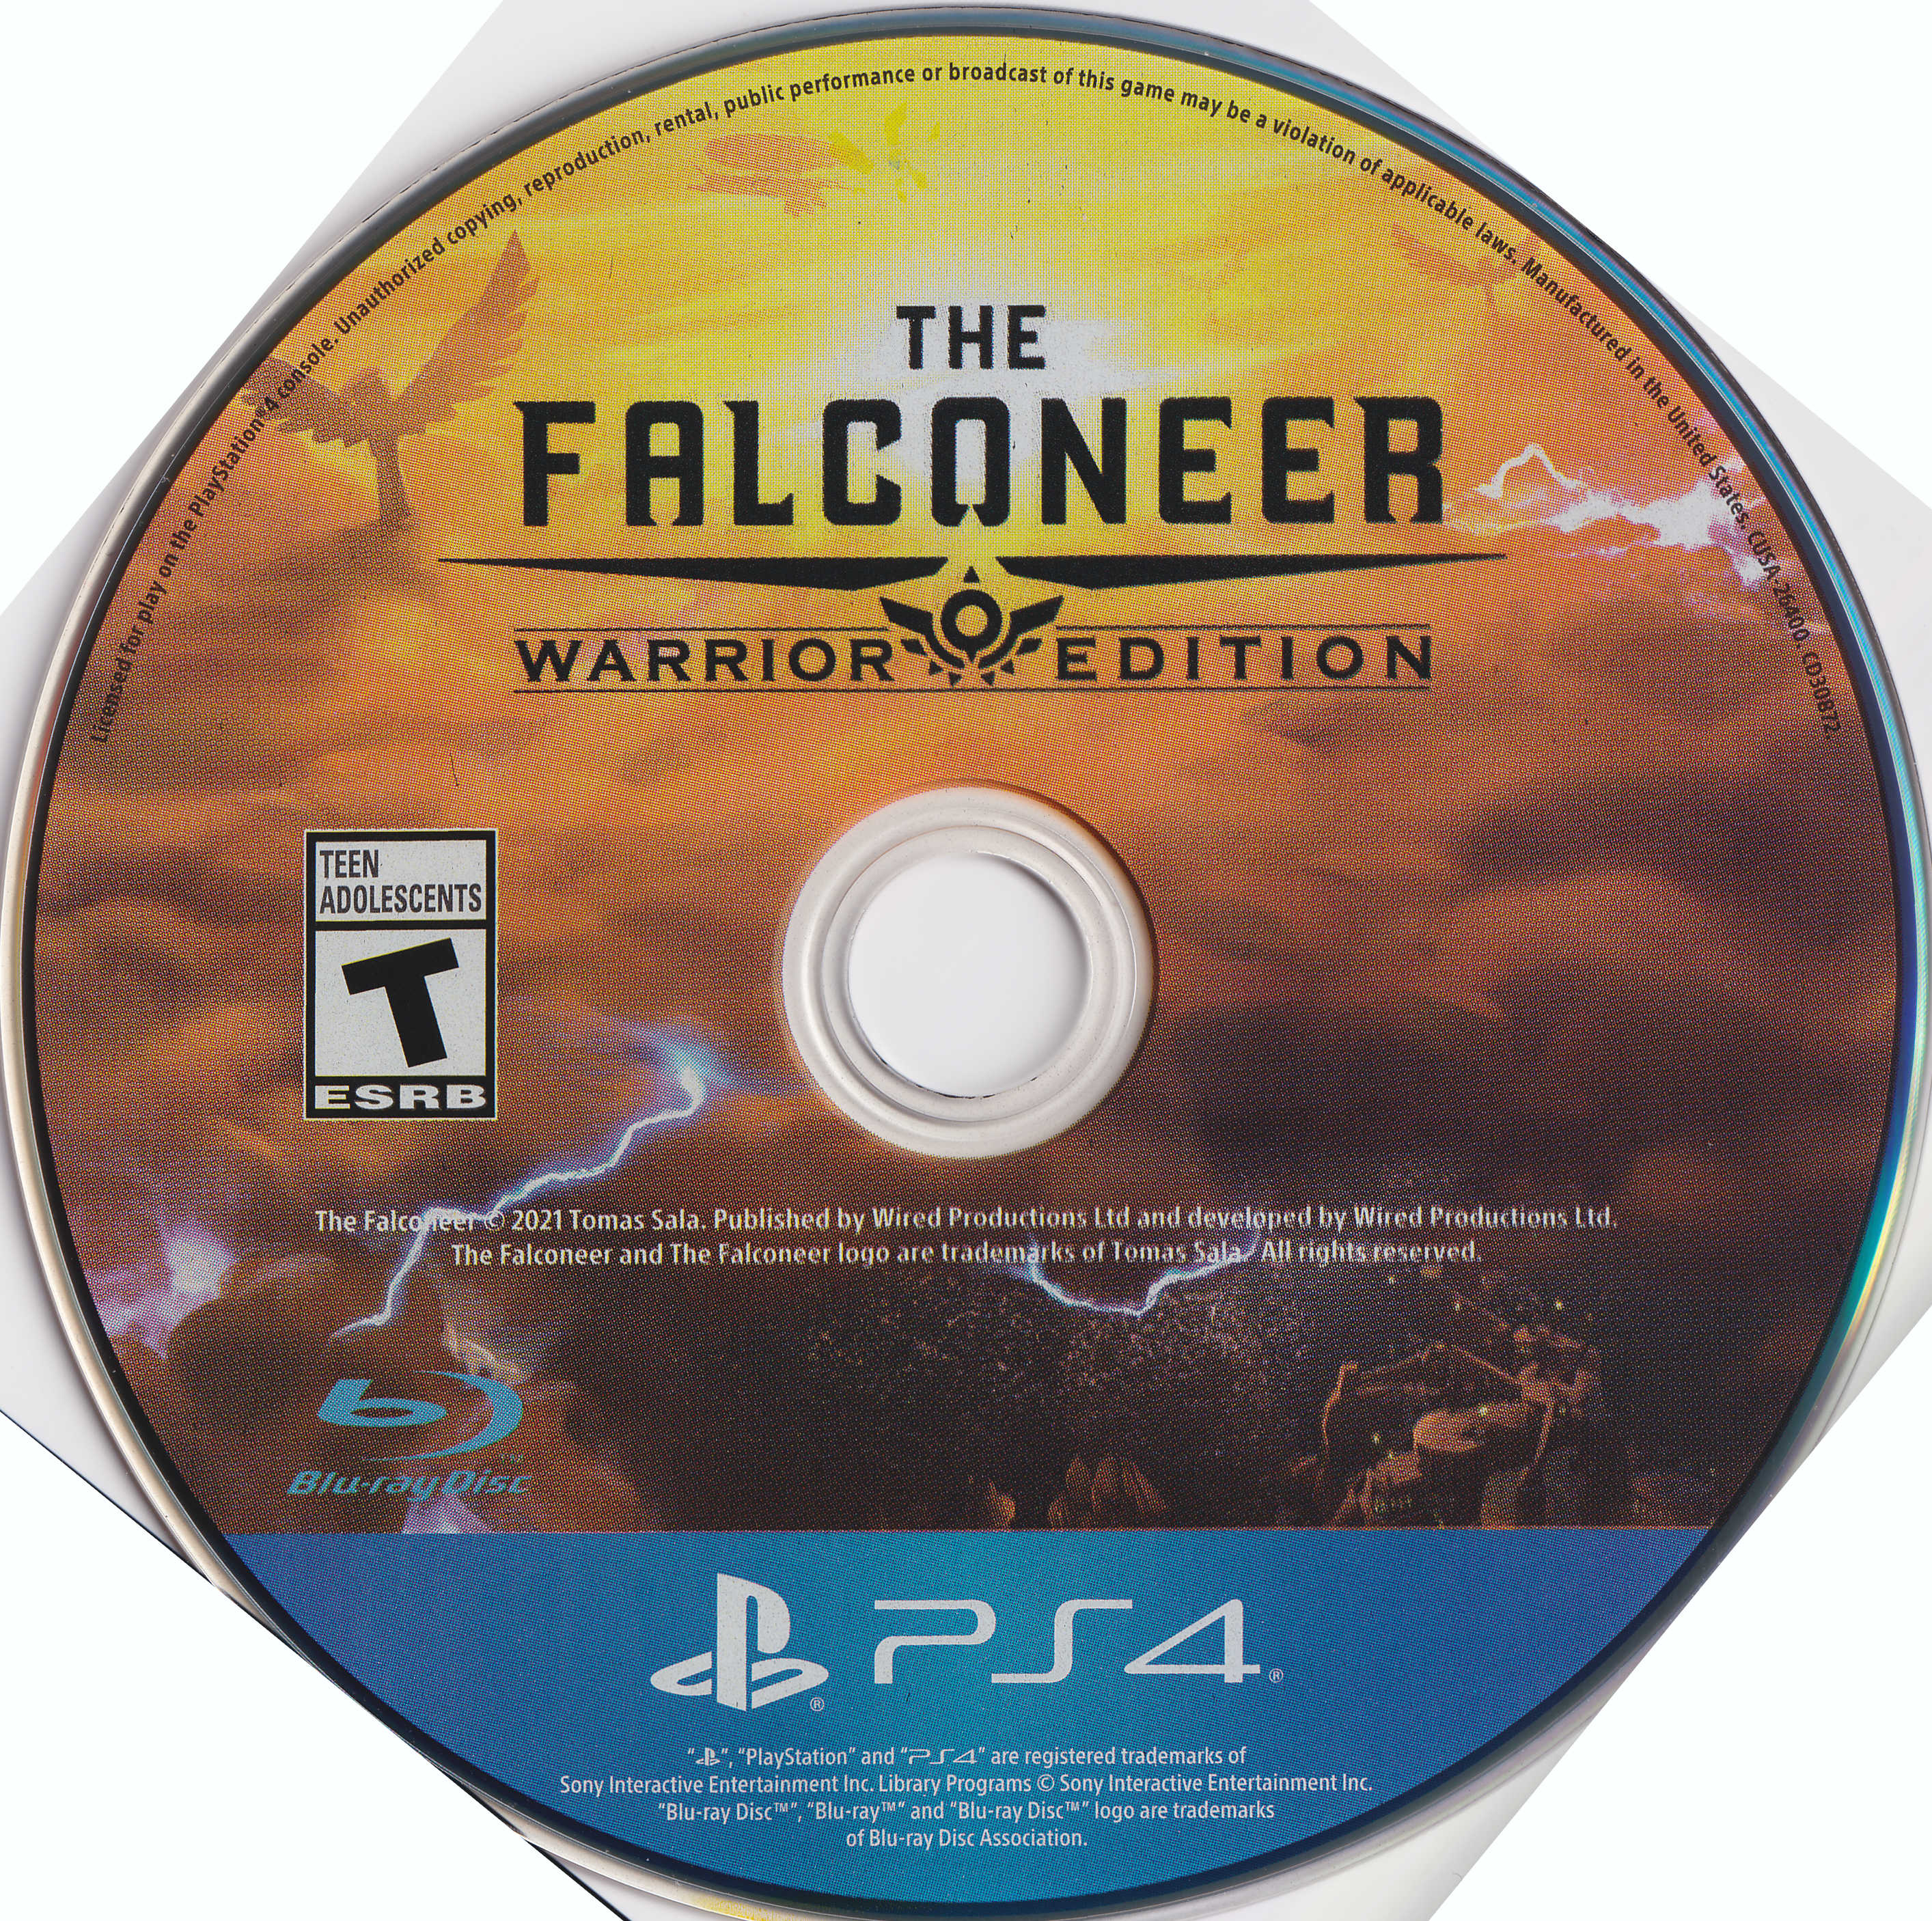 Licensed for play on the PlayStation®4 console. Unauthorized copying, reproduction, rental, public performance or broadcast of this game may be a violation of applicable laws. Manufactured in the United States. CUSA-26400. CD30872.
THE
FALCONEER
WARRIOR EDITION
TEEN
ADOLESCENTS
T
ESRB
The Falconeer © 2021 Tomas Sala. Published by Wired Productions Ltd and developed by Wired Productions Ltd.
The Falconeer and The Falconeer logo are trademarks of Tomas Sala. All rights reserved.
Blu-ray Disc™
PS4®
“PS”, “PlayStation” and “PS4” are registered trademarks of
Sony Interactive Entertainment Inc. Library Programs © Sony Interactive Entertainment Inc.
“Blu-ray Disc™”, “Blu-ray™” and “Blu-ray Disc™” logo are trademarks
of Blu-ray Disc Association.